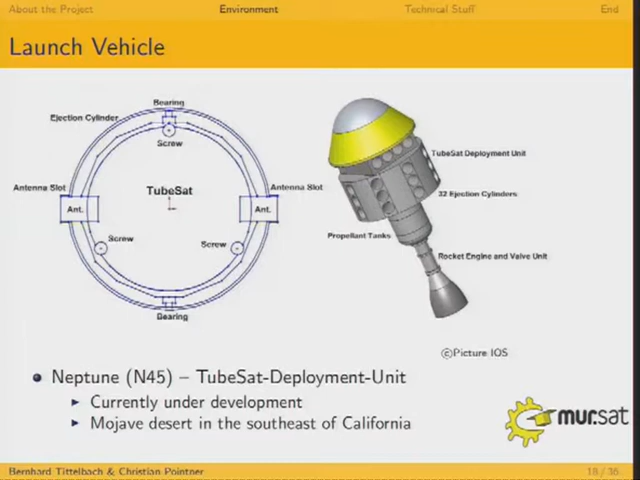 About the Project Environment Technical Stuff End
Launch Vehicle
Bearing
Ejection Cylinder
Screw
Antenna Slot
TubeSat
Antenna Slot
Ant.
Ant.
Screw
Screw
Bearing
TubeSat Deployment Unit
32 Ejection Cylinders
Propellant Tanks
Rocket Engine and Valve Unit
©Picture IOS
Neptune (N45) – TubeSat-Deployment-Unit
Currently under development
Mojave desert in the southeast of California
mur.sat
Bernhard Tittelbach & Christian Pointner 18 / 36